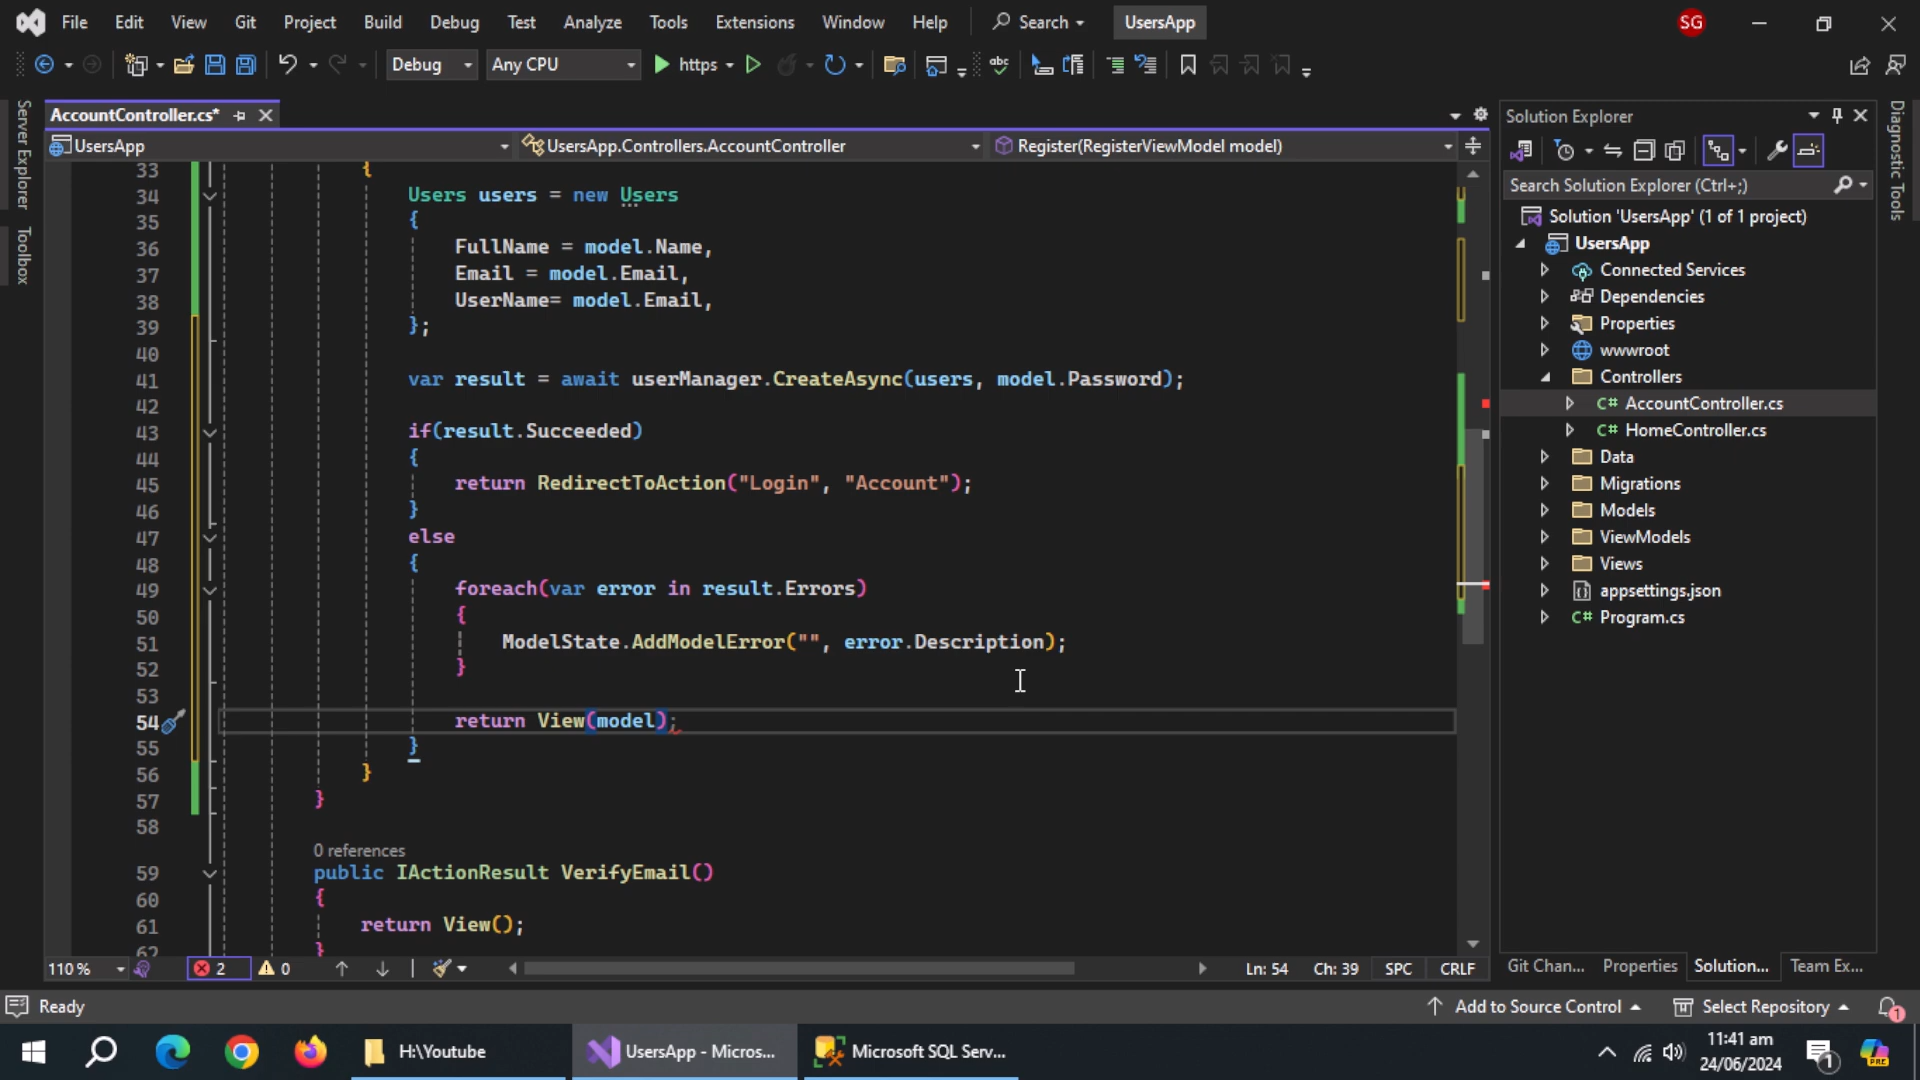 File Edit View Git Project Build Debug Test Analyze Tools Extensions Window Help Search UsersApp SG
Debug Any CPU https
AccountController.cs*
UsersApp UsersApp.Controllers.AccountController Register(RegisterViewModel model)
33 {
34 Users users = new Users
35 {
36 FullName = model.Name,
37 Email = model.Email,
38 UserName= model.Email,
39 };
40
41 var result = await userManager.CreateAsync(users, model.Password);
42
43 if(result.Succeeded)
44 {
45 return RedirectToAction("Login", "Account");
46 }
47 else
48 {
49 foreach(var error in result.Errors)
50 {
51 ModelState.AddModelError("", error.Description);
52 }
53
54 return View(model);
55 }
56 }
57 }
58
0 references
59 public IActionResult VerifyEmail()
60 {
61 return View();
62 }
110 % 2 0 Ln: 54 Ch: 39 SPC CRLF
Server Explorer
Toolbox
Solution Explorer
Search Solution Explorer (Ctrl+;)
Solution 'UsersApp' (1 of 1 project)
UsersApp
Connected Services
Dependencies
Properties
wwwroot
Controllers
C# AccountController.cs
C# HomeController.cs
Data
Migrations
Models
ViewModels
Views
appsettings.json
C# Program.cs
Git Chan... Properties Solution... Team Ex...
Diagnostic Tools
Ready Add to Source Control Select Repository 1
H:\Youtube UsersApp - Micros... Microsoft SQL Serv...
11:41 am
24/06/2024
1
PRE